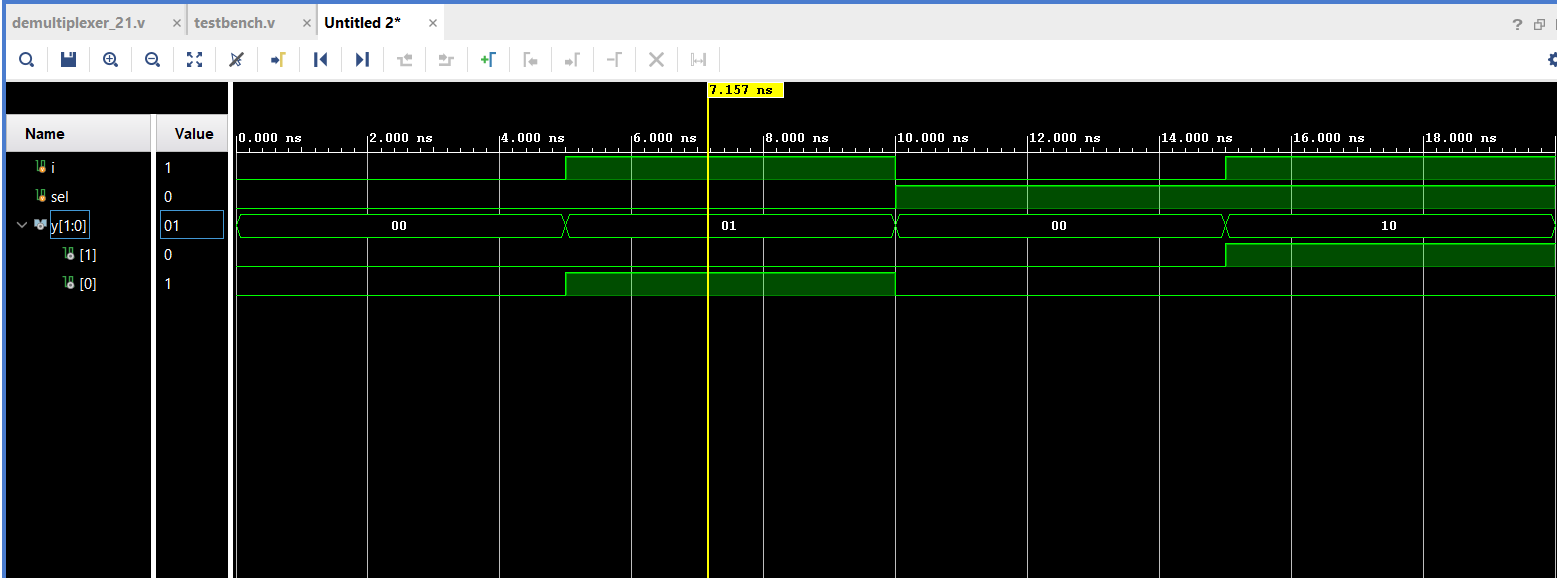 demultiplexer_21.v × testbench.v × Untitled 2* × ?
7.157 ns
Name Value 0.000 ns 2.000 ns 4.000 ns 6.000 ns 8.000 ns 10.000 ns 12.000 ns 14.000 ns 16.000 ns 18.000 ns
i 1
sel 0
y[1:0] 01 00 01 00 10
[1] 0
[0] 1